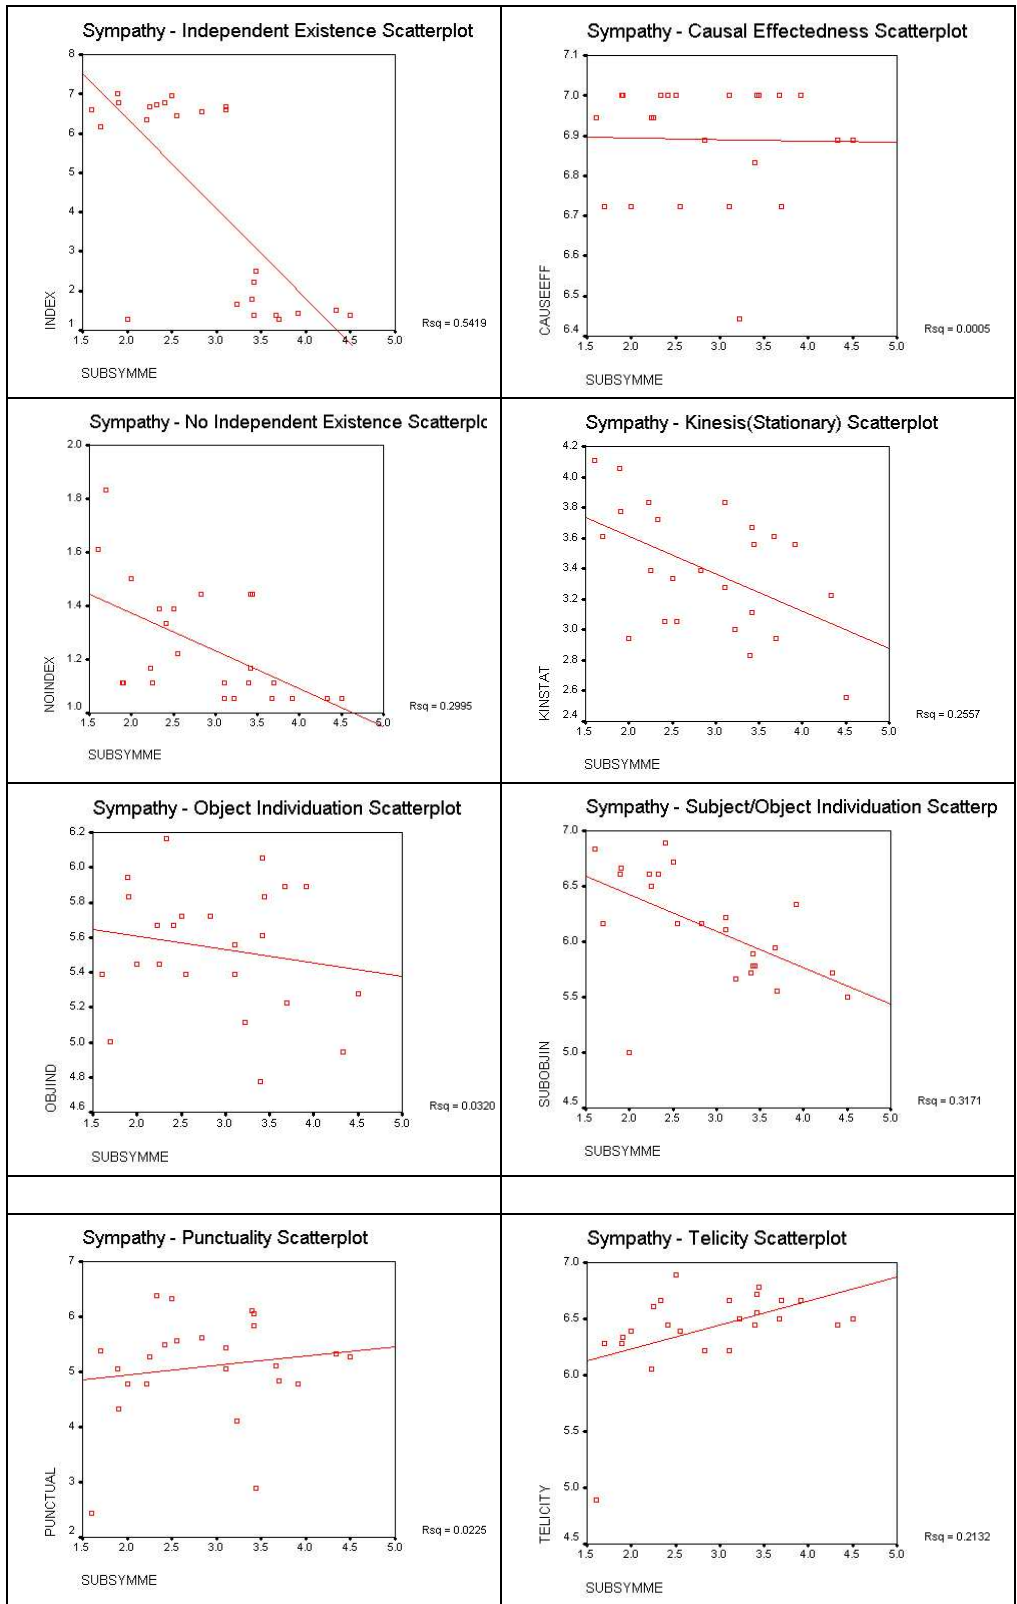 Sympathy - Independent Existence Scatterplot
8
7
6
5
4
3
2
1
INDEX
1.5 2.0 2.5 3.0 3.5 4.0 4.5 5.0
Rsq = 0.5419
SUBSYMME
Sympathy - Causal Effectedness Scatterplot
7.1
7.0
6.9
6.8
6.7
6.6
6.5
6.4
CAUSEEFF
1.5 2.0 2.5 3.0 3.5 4.0 4.5 5.0
Rsq = 0.0005
SUBSYMME
Sympathy - No Independent Existence Scatterplc
2.0
1.8
1.6
1.4
1.2
1.0
NOINDEX
1.5 2.0 2.5 3.0 3.5 4.0 4.5 5.0
Rsq = 0.2995
SUBSYMME
Sympathy - Kinesis(Stationary) Scatterplot
4.2
4.0
3.8
3.6
3.4
3.2
3.0
2.8
2.6
2.4
KINSTAT
1.5 2.0 2.5 3.0 3.5 4.0 4.5 5.0
Rsq = 0.2557
SUBSYMME
Sympathy - Object Individuation Scatterplot
6.2
6.0
5.8
5.6
5.4
5.2
5.0
4.8
4.6
OBJIND
1.5 2.0 2.5 3.0 3.5 4.0 4.5 5.0
Rsq = 0.0320
SUBSYMME
Sympathy - Subject/Object Individuation Scatterp
7.0
6.5
6.0
5.5
5.0
4.5
SUBOBJIN
1.5 2.0 2.5 3.0 3.5 4.0 4.5 5.0
Rsq = 0.3171
SUBSYMME
Sympathy - Punctuality Scatterplot
7
6
5
4
3
2
PUNCTUAL
1.5 2.0 2.5 3.0 3.5 4.0 4.5 5.0
Rsq = 0.0225
SUBSYMME
Sympathy - Telicity Scatterplot
7.0
6.5
6.0
5.5
5.0
4.5
TELICITY
1.5 2.0 2.5 3.0 3.5 4.0 4.5 5.0
Rsq = 0.2132
SUBSYMME